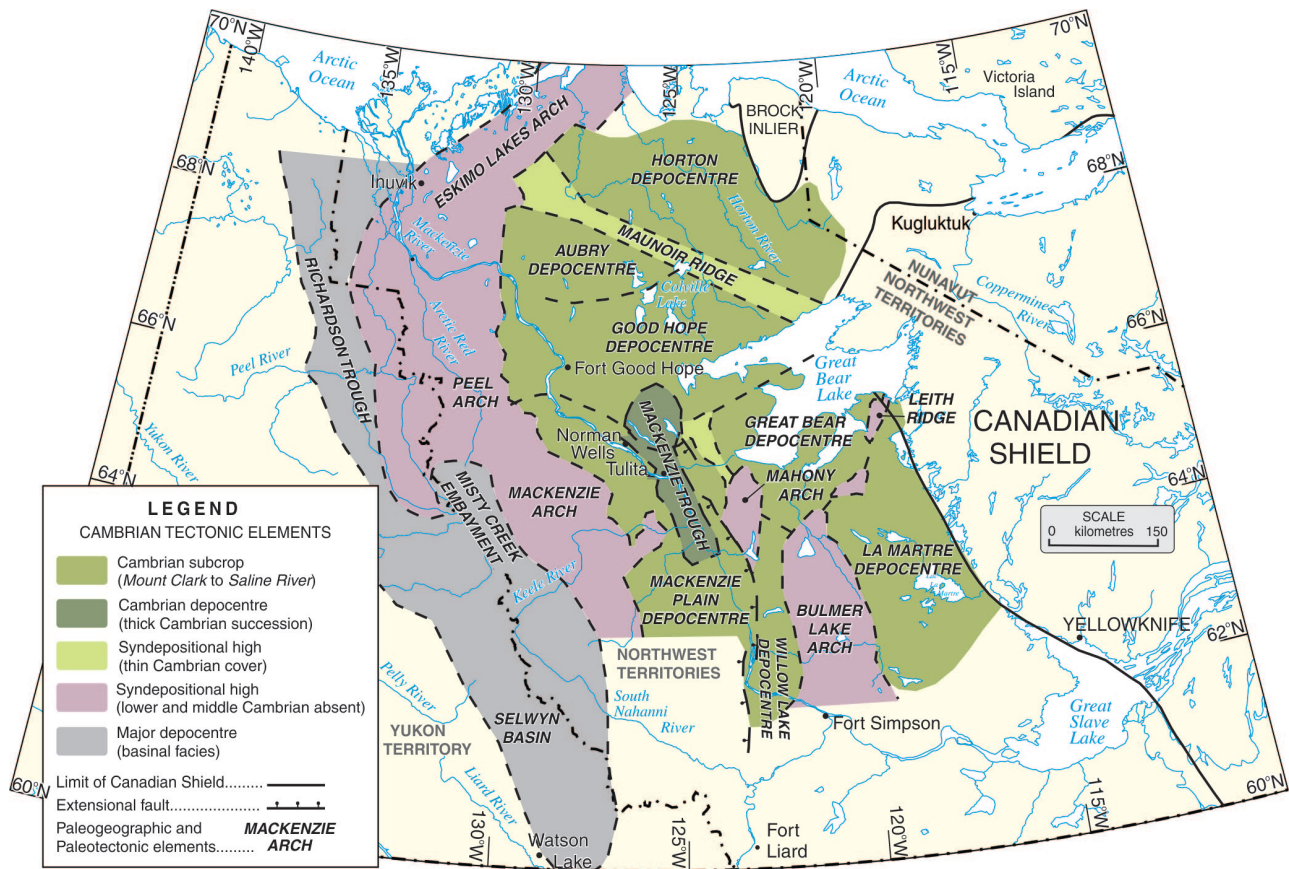 70°N
140°W
135°W
130°W
125°W
120°W
115°W
70°N
Arctic
Ocean
Arctic
Ocean
Victoria
Island
BROCK
INLIER
68°N
68°N
Inuvik
ESKIMO LAKES ARCH
HORTON
DEPOCENTRE
Horton River
Kugluktuk
Mackenzie
River
MAUNOIR RIDGE
AUBRY
DEPOCENTRE
Colville
Lake
NUNAVUT
NORTHWEST
TERRITORIES
Coppermine
River
RICHARDSON TROUGH
Arctic Red
River
66°N
66°N
GOOD HOPE
DEPOCENTRE
Peel River
Fort Good Hope
Great
Bear
Lake
PEEL
ARCH
MACKENZIE TROUGH
LEITH
RIDGE
GREAT BEAR
DEPOCENTRE
CANADIAN
SHIELD
Yukon River
Norman
Wells
Tulita
64°N
64°N
MISTY CREEK
EMBAYMENT
MACKENZIE
ARCH
MAHONY
ARCH
LEGEND
CAMBRIAN TECTONIC ELEMENTS
Cambrian subcrop
(Mount Clark to Saline River)
Cambrian depocentre
(thick Cambrian succession)
Syndepositional high
(thin Cambrian cover)
Syndepositional high
(lower and middle Cambrian absent)
Major depocentre
(basinal facies)
Limit of Canadian Shield.........
Extensional fault.....................
Paleogeographic and
Paleotectonic elements.........
MACKENZIE
ARCH
SCALE
0 kilometres 150
LA MARTRE
DEPOCENTRE
Lac
La
Martre
Keele River
MACKENZIE
PLAIN
DEPOCENTRE
BULMER
LAKE
ARCH
WILLOW LAKE
DEPOCENTRE
YELLOWKNIFE
62°N
NORTHWEST
TERRITORIES
Pelly River
South
Nahanni
River
SELWYN
BASIN
YUKON
TERRITORY
Fort Simpson
Great
Slave
Lake
60°N
60°N
Liard River
Watson
Lake
Fort
Liard
130°W
125°W
120°W
115°W